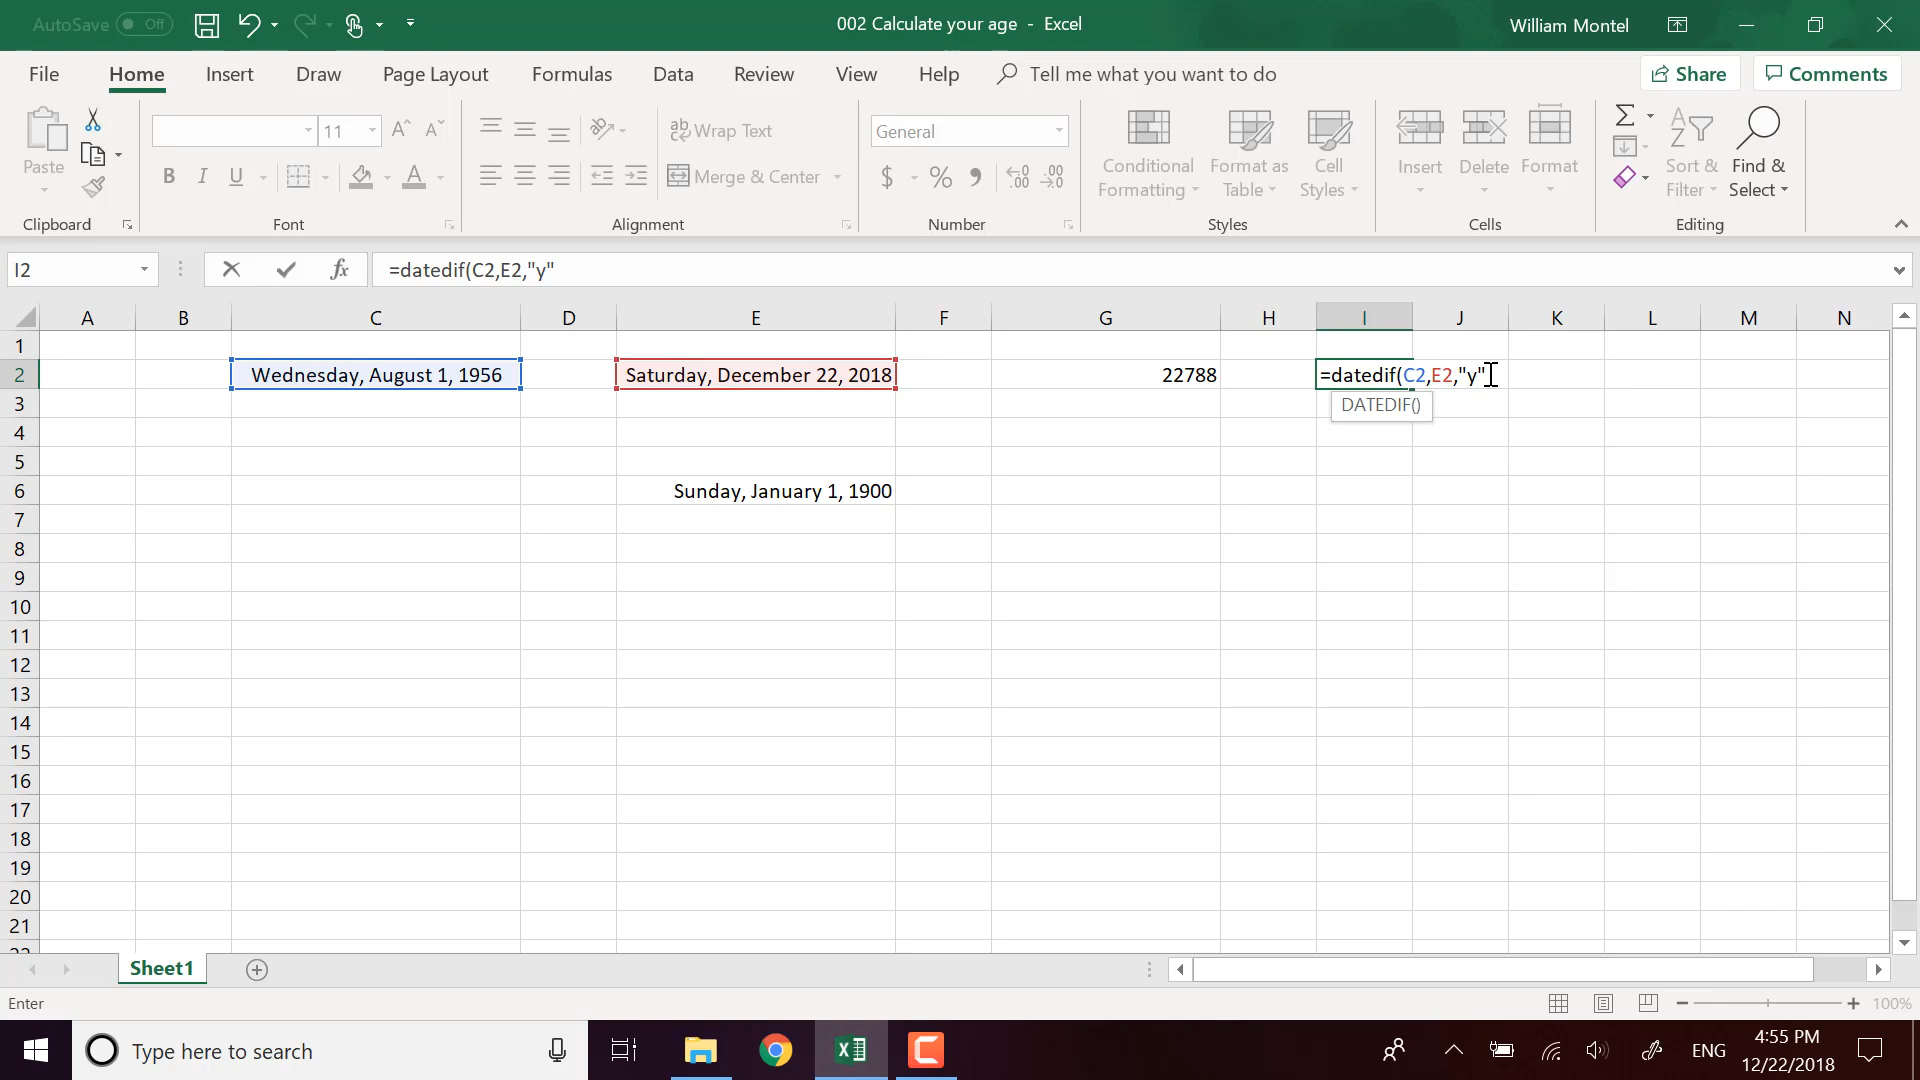 AutoSave Off
002 Calculate your age - Excel
William Montel
File Home Insert Draw Page Layout Formulas Data Review View Help Tell me what you want to do
Share Comments
Paste
Clipboard
11
B I U A
Font
ab Wrap Text
Merge & Center
Alignment
General
$ % , .00
Number
Conditional Formatting
Format as Table
Cell Styles
Styles
Insert Delete Format
Cells
Sort & Filter
Find & Select
Editing
I2 fx =datedif(C2,E2,"y"
A B C D E F G H I J K L M N
1
2 Wednesday, August 1, 1956 Saturday, December 22, 2018 22788 =datedif(C2,E2,"y"
3 DATEDIF()
4
5
6 Sunday, January 1, 1900
7
8
9
10
11
12
13
14
15
16
17
18
19
20
21
Sheet1
Enter 100%
Type here to search
ENG
4:55 PM
12/22/2018